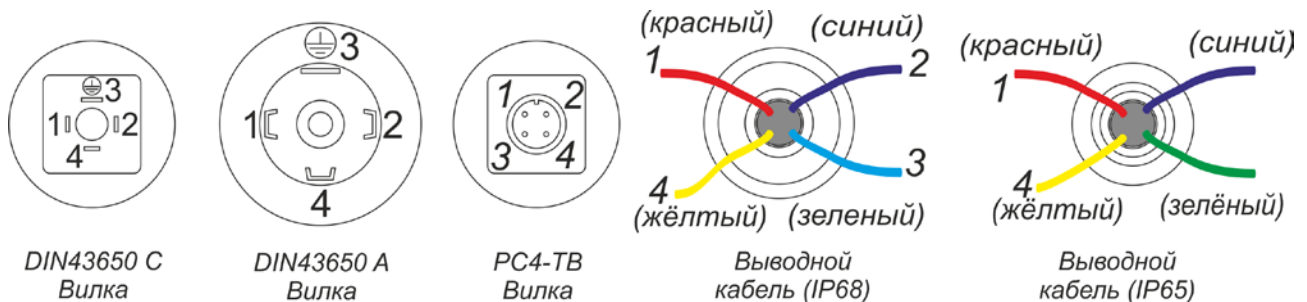 3
1
2
4
DIN43650 C
Вилка
3
1
2
4
DIN43650 A
Вилка
1
2
3
4
PC4-TB
Вилка
(красный)
(синий)
1
2
4
3
(жёлтый)
(зеленый)
Выводной
кабель (IP68)
(красный)
(синий)
1
4
(жёлтый)
(зелёный)
Выводной
кабель (IP65)